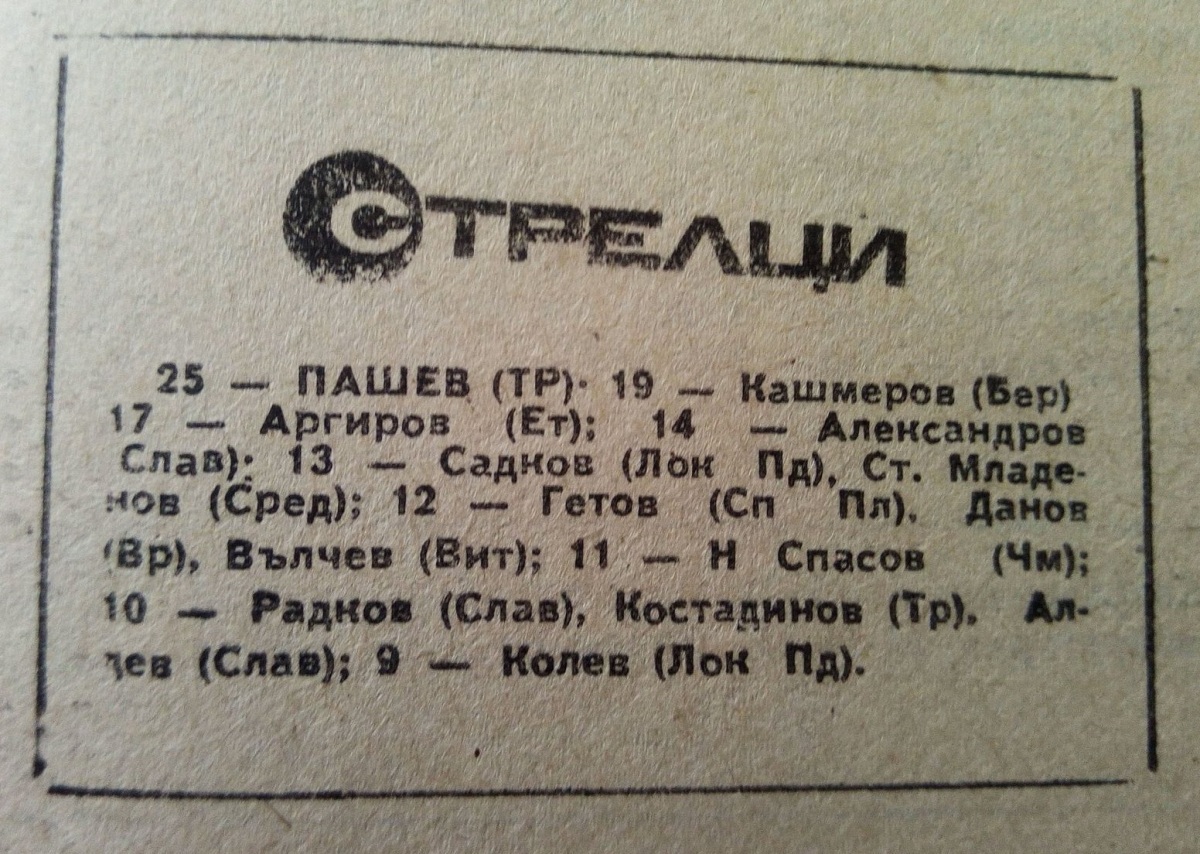 СТРЕЛЦИ
25 — ПАШЕВ (ТР). 19 — Кашмеров (Бер)
17 — Аргиров (Ет); 14 — Александров
Слав); 13 — Садков (Лок Пд), Ст. Младе-
нов (Сред); 12 — Гетов (Сп Пл), Данов
(Вр), Вълчев (Вит); 11 — Н Спасов (Чм);
10 — Радков (Слав), Костадинов (Тр), Ал-
(Слав); 9 — Колев (Лок Пд).